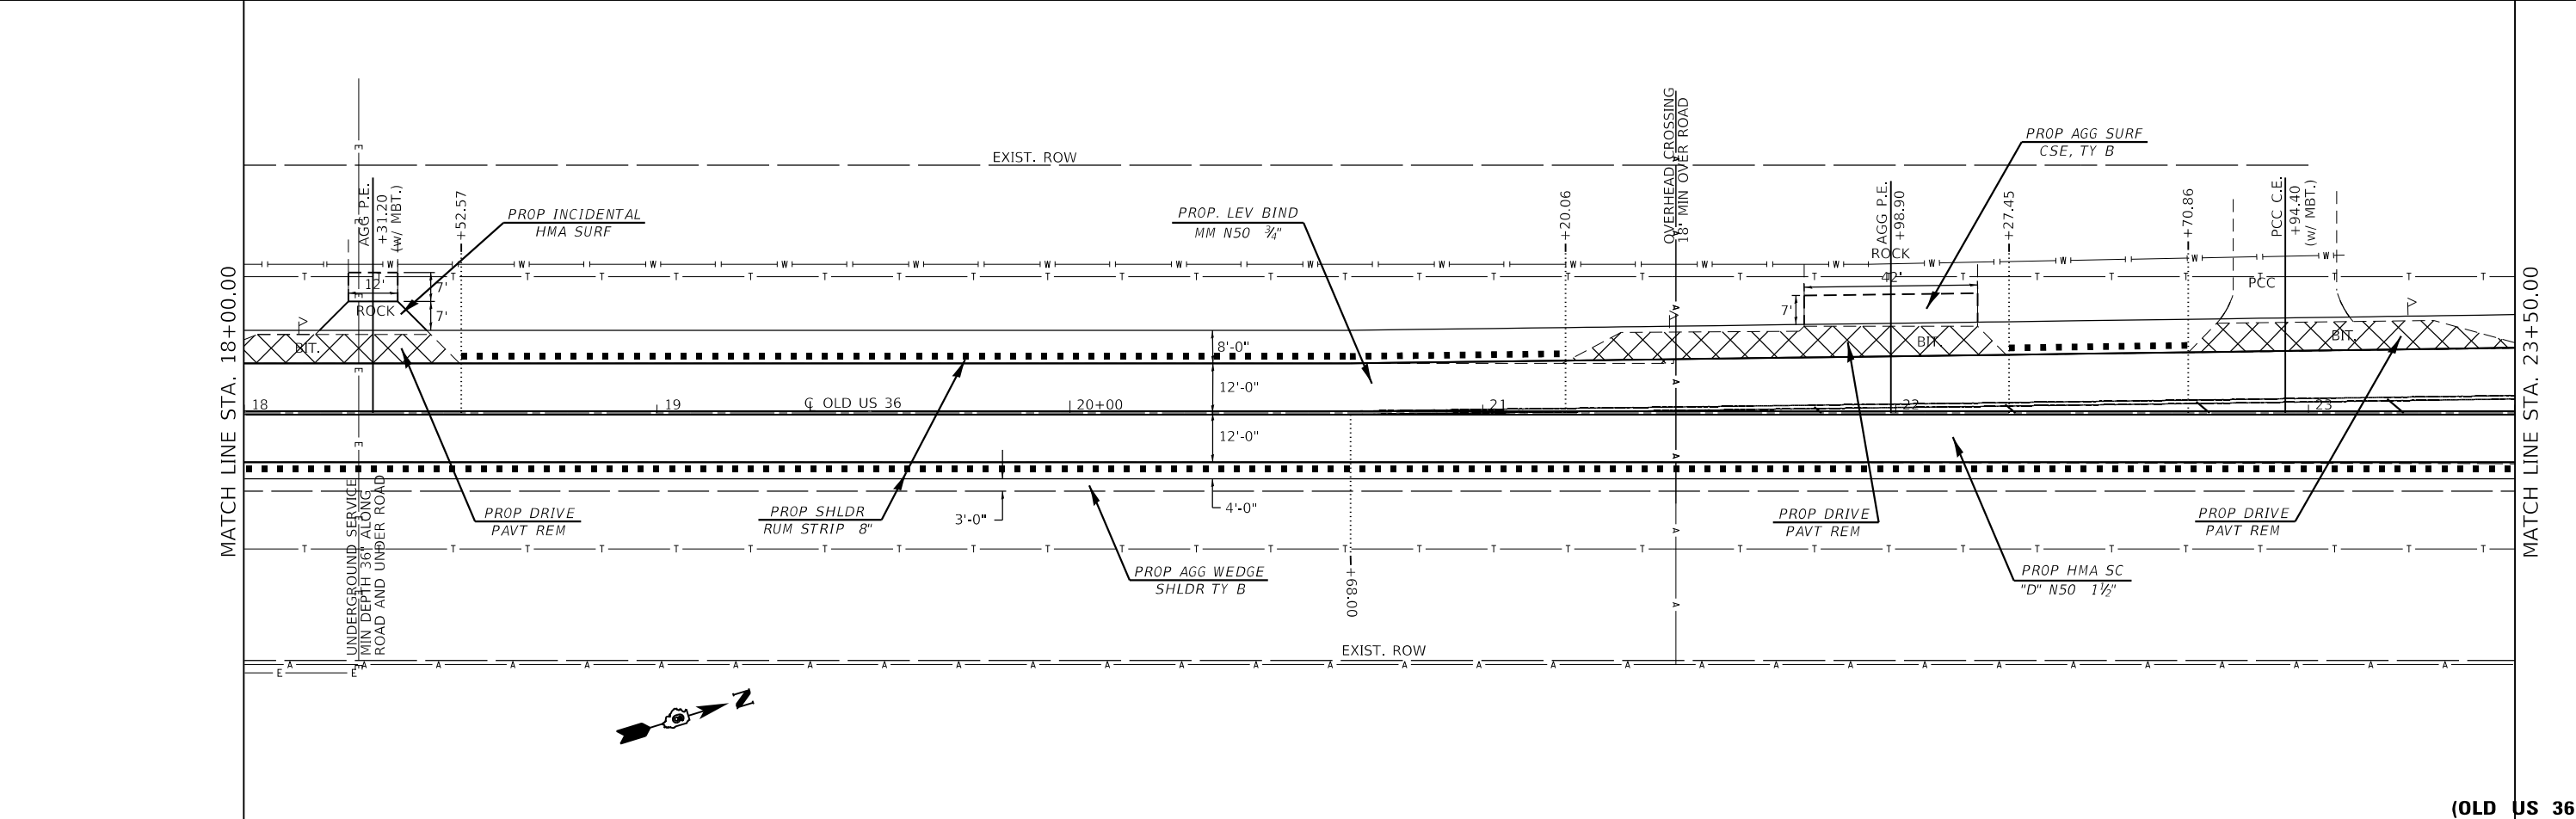 MATCH LINE STA. 18+00.00
MATCH LINE STA. 23+50.00
EXIST. ROW
AGG P.E.
+31.20
(w/ MBT.)
+52.57
PROP INCIDENTAL
HMA SURF
PROP. LEV BIND
MM N50 3/4"
+20.06
OVERHEAD CROSSING
18' MIN OVER ROAD
AGG P.E.
+98.90
+27.45
PROP AGG SURF
CSE, TY B
+70.86
PCC C.E.
+94.40
(w/ MBT.)
12'
7'
7'
ROCK
BIT.
ROCK
42'
7'
BIT.
PCC
BIT.
8'-0"
12'-0"
12'-0"
4'-0"
3'-0"
18
19
℄ OLD US 36
20+00
21
22
23
UNDERGROUND SERVICE
MIN DEPTH 36" ALONG
ROAD AND UNDER ROAD
PROP DRIVE
PAVT REM
PROP SHLDR
RUM STRIP 8"
PROP AGG WEDGE
SHLDR TY B
+68.00
PROP DRIVE
PAVT REM
PROP HMA SC
"D" N50 1½"
PROP DRIVE
PAVT REM
EXIST. ROW
N
(OLD US 36